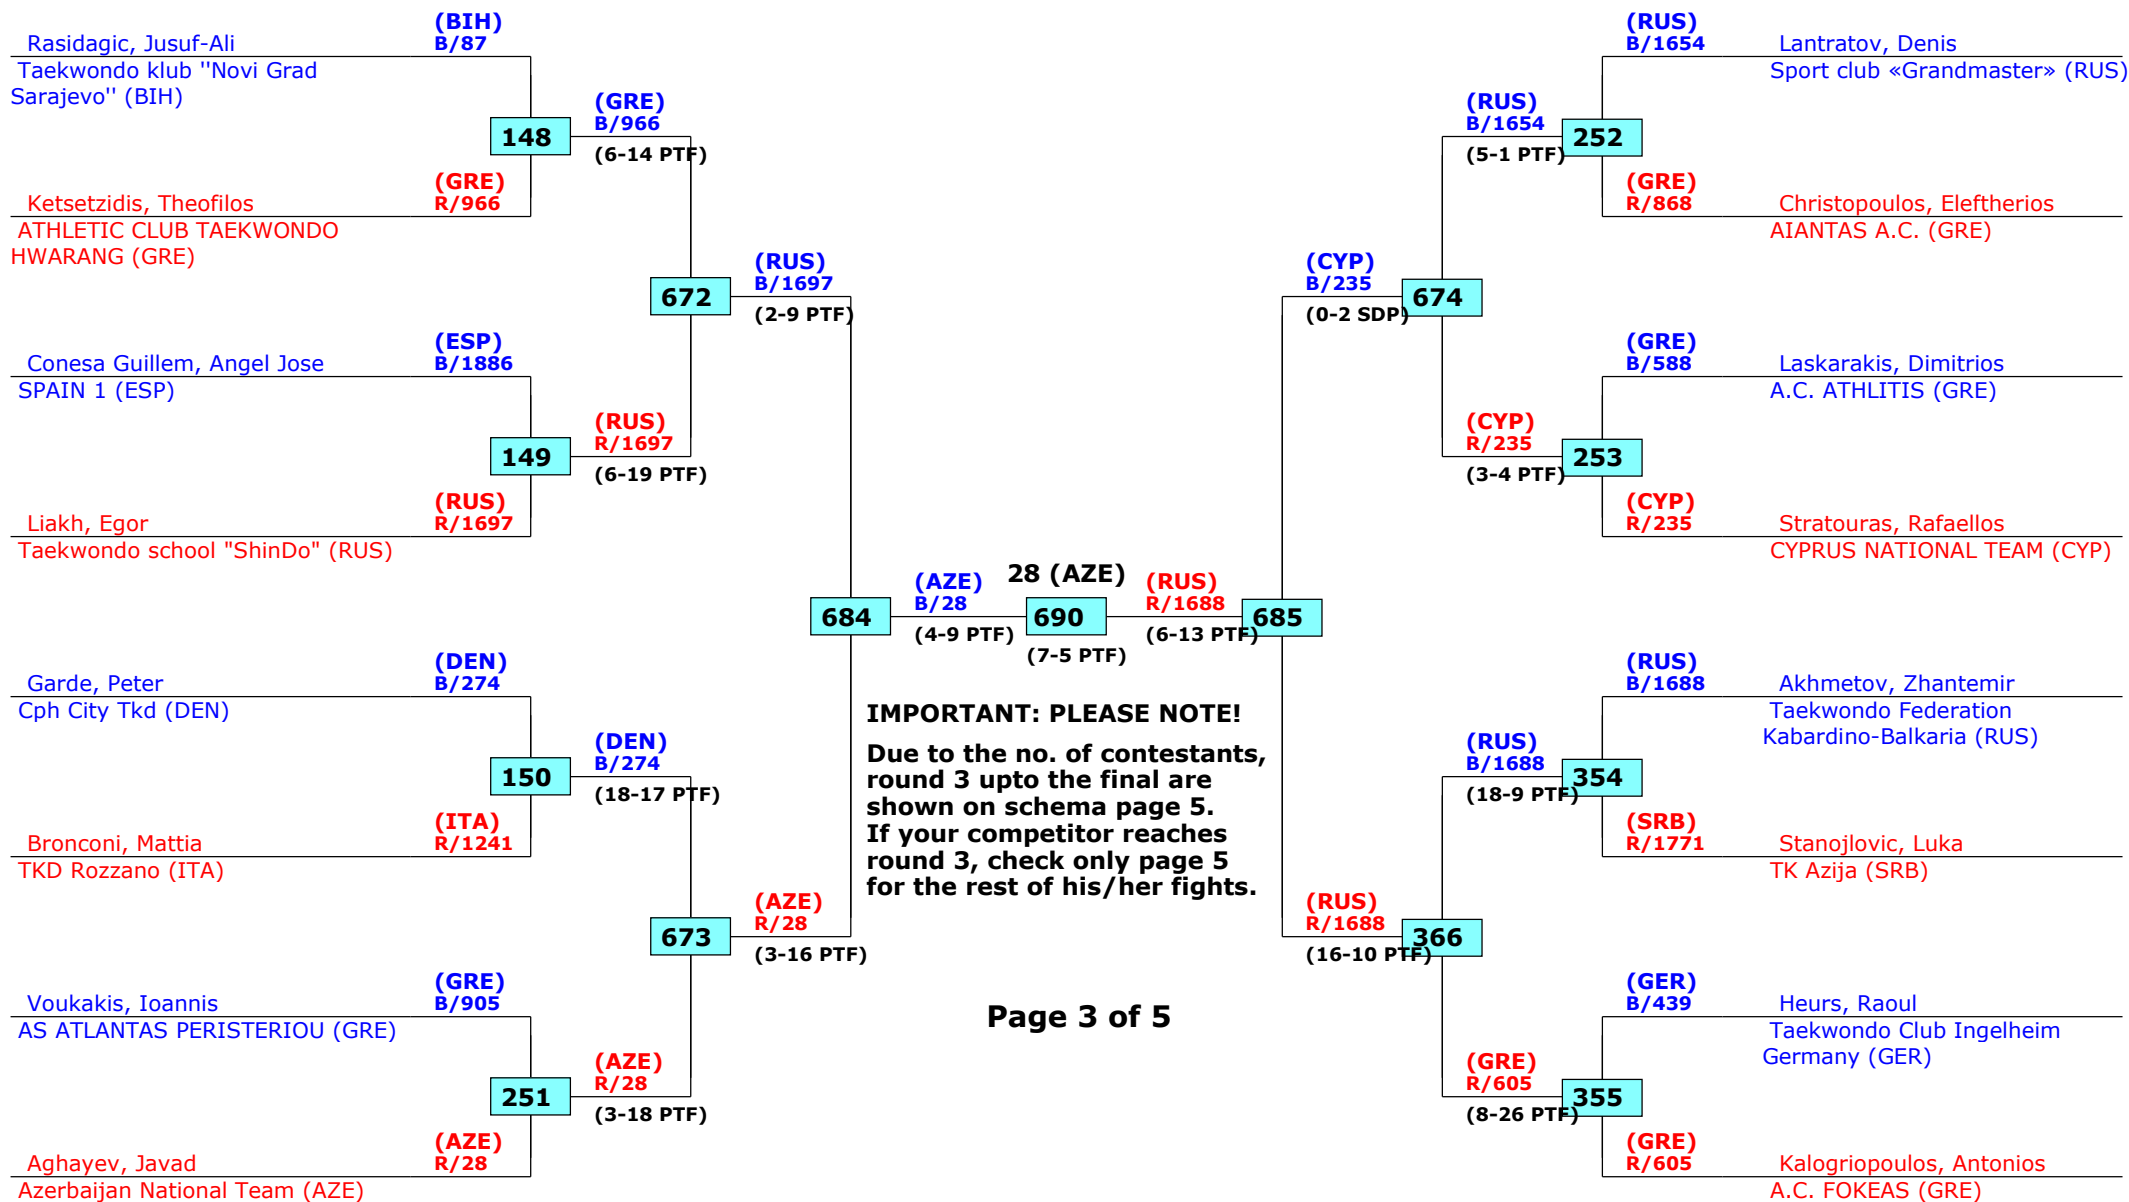 (BIH)
Rasidagic, Jusuf-Ali B/87
Taekwondo klub ''Novi Grad
Sarajevo'' (BIH)
148
(GRE)
B/966
(6-14 PTF)
(GRE)
Ketsetzidis, Theofilos R/966
ATHLETIC CLUB TAEKWONDO
HWARANG (GRE)
672
(RUS)
B/1697
(2-9 PTF)
(ESP)
Conesa Guillem, Angel Jose B/1886
SPAIN 1 (ESP)
149
(RUS)
R/1697
(6-19 PTF)
(RUS)
Liakh, Egor R/1697
Taekwondo school "ShinDo" (RUS)
684
(AZE)
B/28
(4-9 PTF)
(DEN)
Garde, Peter B/274
Cph City Tkd (DEN)
150
(DEN)
B/274
(18-17 PTF)
(ITA)
Bronconi, Mattia R/1241
TKD Rozzano (ITA)
673
(AZE)
R/28
(3-16 PTF)
(GRE)
Voukakis, Ioannis B/905
AS ATLANTAS PERISTERIOU (GRE)
251
(AZE)
R/28
(3-18 PTF)
(AZE)
Aghayev, Javad R/28
Azerbaijan National Team (AZE)
28 (AZE)
690
(7-5 PTF)
IMPORTANT: PLEASE NOTE!
Due to the no. of contestants,
round 3 upto the final are
shown on schema page 5.
If your competitor reaches
round 3, check only page 5
for the rest of his/her fights.
Page 3 of 5
(RUS)
R/1688
(6-13 PTF)
685
(RUS)
B/1654 Lantratov, Denis
Sport club «Grandmaster» (RUS)
(RUS)
B/1654
(5-1 PTF)
252
(GRE)
R/868 Christopoulos, Eleftherios
AIANTAS A.C. (GRE)
(CYP)
B/235
(0-2 SDP)
674
(GRE)
B/588 Laskarakis, Dimitrios
A.C. ATHLITIS (GRE)
(CYP)
R/235
(3-4 PTF)
253
(CYP)
R/235 Stratouras, Rafaellos
CYPRUS NATIONAL TEAM (CYP)
(RUS)
B/1688 Akhmetov, Zhantemir
Taekwondo Federation
Kabardino-Balkaria (RUS)
(RUS)
B/1688
(18-9 PTF)
354
(SRB)
R/1771 Stanojlovic, Luka
TK Azija (SRB)
(RUS)
R/1688
(16-10 PTF)
366
(GER)
B/439 Heurs, Raoul
Taekwondo Club Ingelheim
Germany (GER)
(GRE)
R/605
(8-26 PTF)
355
(GRE)
R/605 Kalogriopoulos, Antonios
A.C. FOKEAS (GRE)